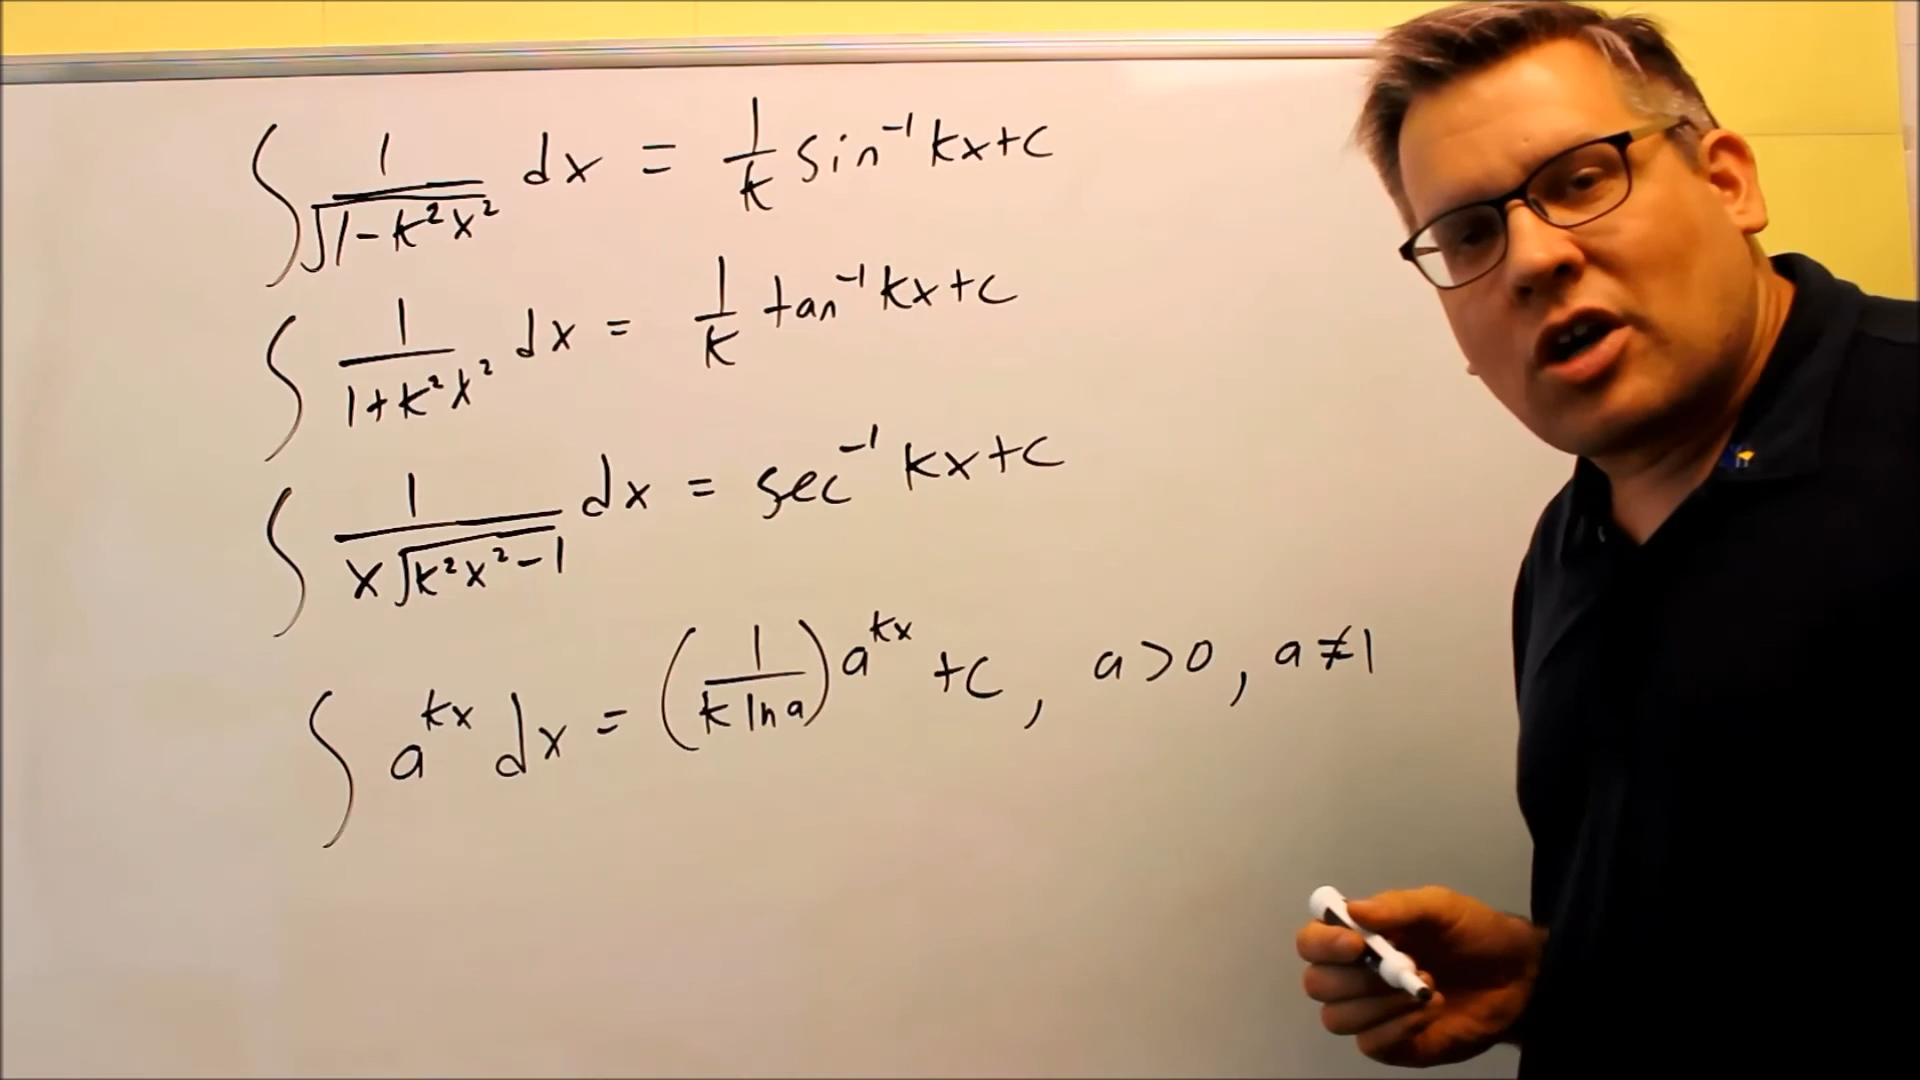 ∫ 1/√(1-k²x²) dx = 1/k sin⁻¹ kx+c
∫ 1/(1+k²x²) dx = 1/k tan⁻¹ kx+c
∫ 1/(x√(k²x²-1)) dx = sec⁻¹ kx+c
∫ a^(kx) dx = (1/(k ln a)) a^(kx) +c, a>0, a≠1